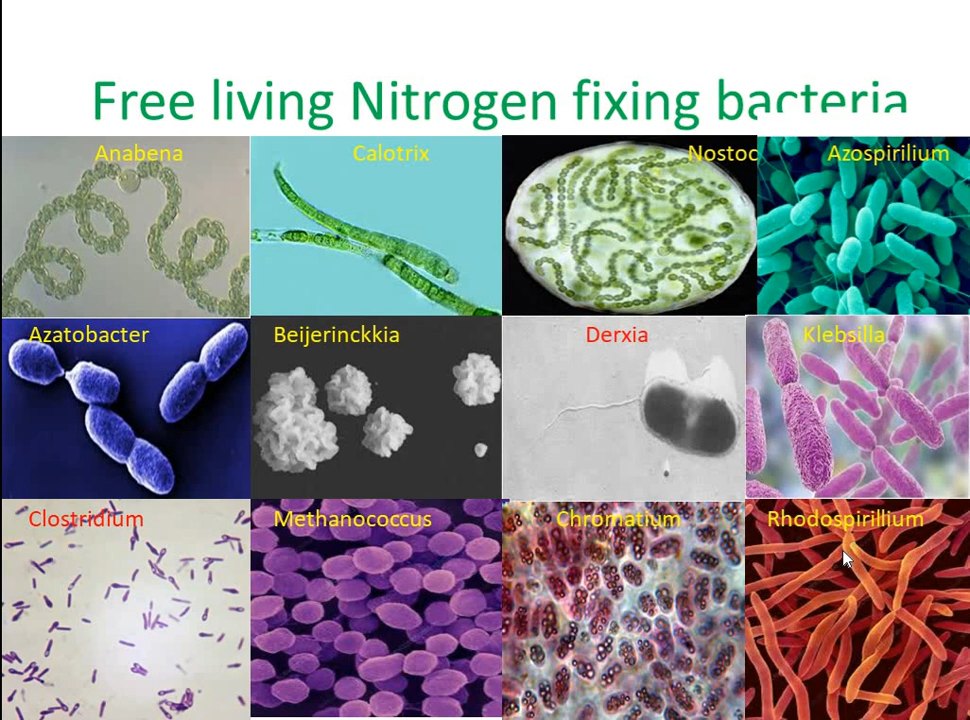 Free living Nitrogen fixing bacteria
Anabena
Calotrix
Nostoc
Azospirilium
Azatobacter
Beijerinckkia
Derxia
Klebsilla
Clostridium
Methanococcus
Chromatium
Rhodospirillium